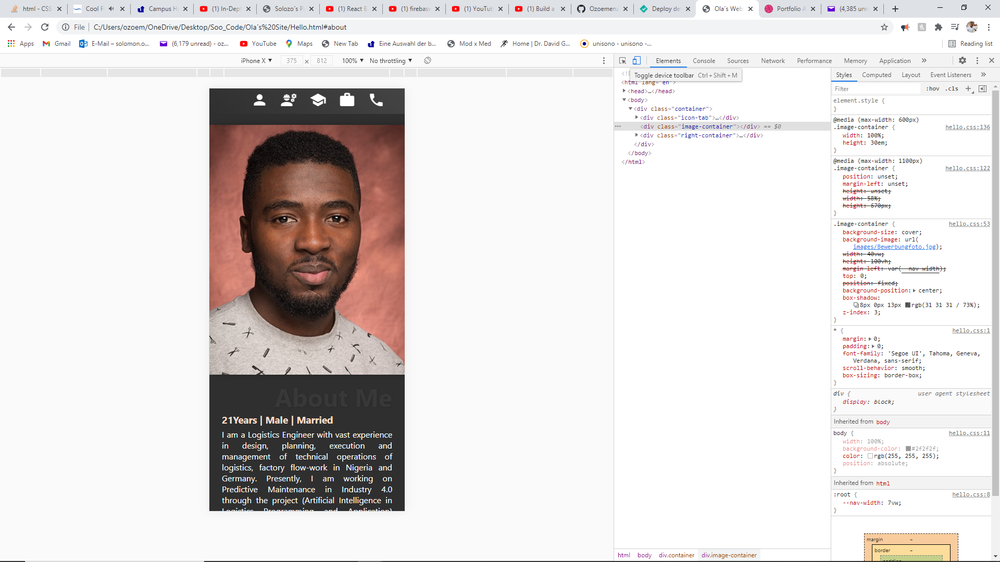 html - CSS
Cool F
Campus H
(1) In-Dept
Solozo´s P
(1) React B
(1) firebase
(1) YouTub
(1) Build a
Ozoemena
Deploy de
Ola´s Web
Portfolio A
(4,385 unr
File
C:/Users/ozoem/OneDrive/Desktop/Soo_Code/Ola´s%20Site/Hello.html#about
Apps
Gmail
E-Mail – solomon.o...
(6,179 unread) - oz...
YouTube
Maps
New Tab
Eine Auswahl der b...
Mod x Med
Home | Dr. David G...
unisono - unisono -...
Reading list
iPhone X ▼
375 x 812
100% ▼
No throttling ▼
Elements Console Sources Network Performance Memory Application »
Toggle device toolbar Ctrl + Shift + M
<html lang="en">
<head>…</head>
<body>
<div class="container">
<div class="icon-tab">…</div>
<div class="image-container"></div> == $0
<div class="right-container">…</div>
</div>
</body>
</html>
html body div.container div.image-container
Styles Computed Layout Event Listeners »
Filter
:hov .cls +
element.style {
}
@media (max-width: 600px)
.image-container { hello.css:136
width: 100%;
height: 30em;
}
@media (max-width: 1100px)
.image-container { hello.css:122
position: unset;
margin-left: unset;
height: unset;
width: 58%;
height: 670px;
}
.image-container { hello.css:53
background-size: cover;
background-image: url(
images/Bewerbungfoto.jpg);
width: 40vw;
height: 100vh;
margin-left: var(--nav-width);
top: 0;
position: fixed;
background-position: center;
box-shadow:
8px 0px 13px rgb(31 31 31 / 73%);
z-index: 3;
}
* { hello.css:1
margin: 0;
padding: 0;
font-family: 'Segoe UI', Tahoma, Geneva,
Verdana, sans-serif;
scroll-behavior: smooth;
box-sizing: border-box;
}
div { user agent stylesheet
display: block;
}
Inherited from body
body { hello.css:11
width: 100%;
background-color: #2f2f2f;
color: rgb(255, 255, 255);
position: absolute;
}
Inherited from html
:root { hello.css:8
--nav-width: 7vw;
}
margin –
border –
padding
About Me
21Years | Male | Married
I am a Logistics Engineer with vast experience
in design, planning, execution and
management of technical operations of
logistics, factory flow-work in Nigeria and
Germany. Presently, I am working on
Predictive Maintenance in Industry 4.0
through the project (Artificial Intelligence in
Logistics Programming and Application)